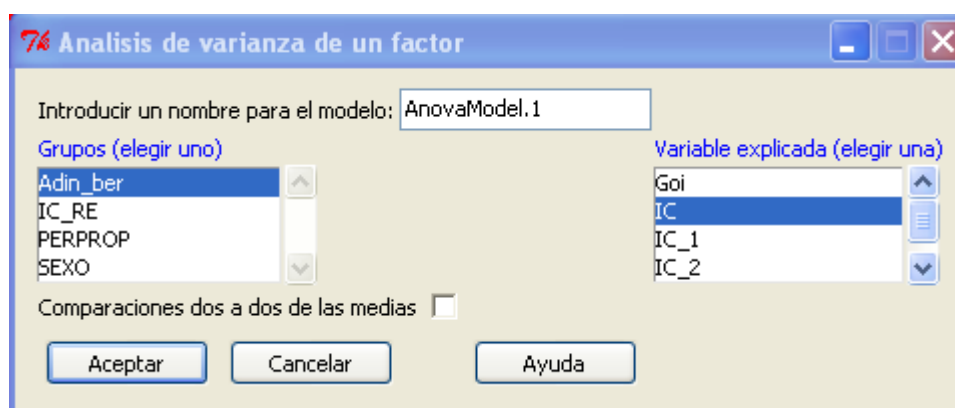 Analisis de varianza de un factor
Introducir un nombre para el modelo: AnovaModel.1
Grupos (elegir uno)
Adin_ber
IC_RE
PERPROP
SEXO
Variable explicada (elegir una)
Goi
IC
IC_1
IC_2
Comparaciones dos a dos de las medias
Aceptar Cancelar Ayuda